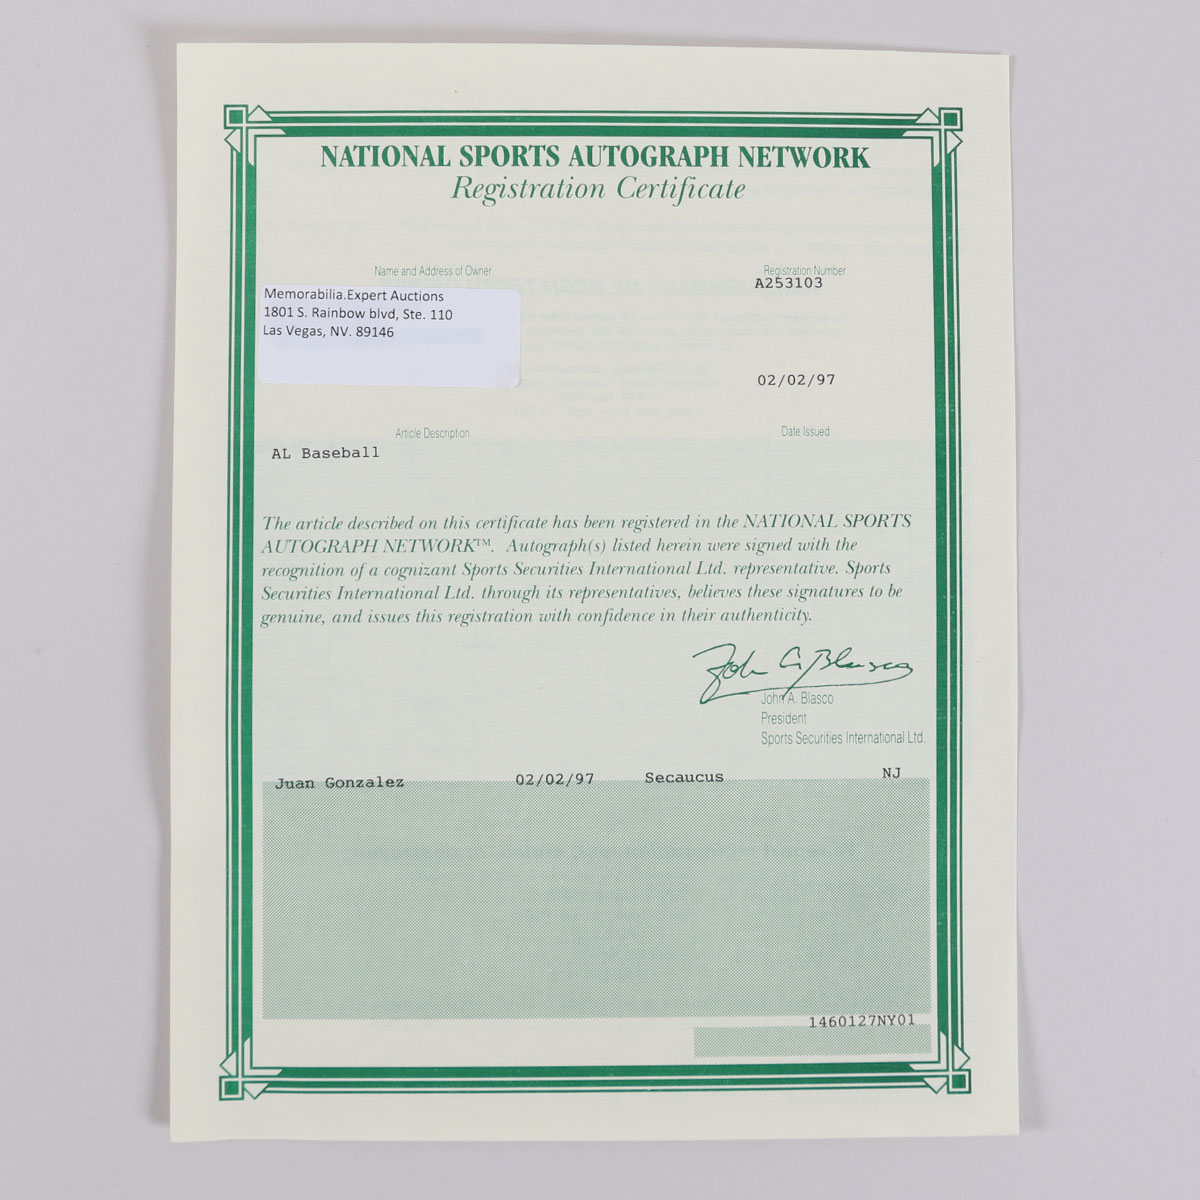 NATIONAL SPORTS AUTOGRAPH NETWORK
Registration Certificate
Name and Address of Owner
Registration Number
A253103
Memorabilia.Expert Auctions
1801 S. Rainbow blvd, Ste. 110
Las Vegas, NV. 89146
02/02/97
Article Description
Date Issued
AL Baseball
The article described on this certificate has been registered in the NATIONAL SPORTS
AUTOGRAPH NETWORK™. Autograph(s) listed herein were signed with the
recognition of a cognizant Sports Securities International Ltd. representative. Sports
Securities International Ltd. through its representatives, believes these signatures to be
genuine, and issues this registration with confidence in their authenticity.
John A. Blasco
John A. Blasco
President
Sports Securities International Ltd.
Juan Gonzalez 02/02/97 Secaucus NJ
1460127NY01